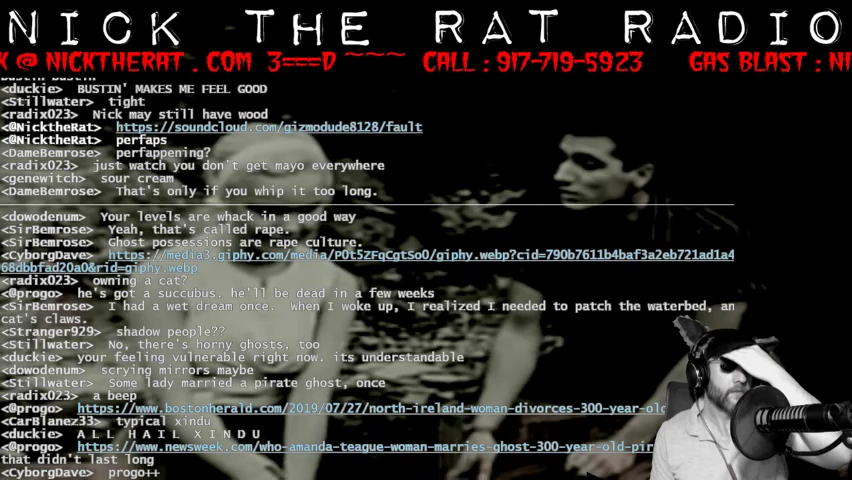 NICK THE RAT RADIO
K @ NICKTHERAT . COM 3===D ~~~ CALL : 917-719-5923 GAS BLAST : NI
<duckie> BUSTIN' MAKES ME FEEL GOOD
<Stillwater> tight
<radix023> Nick may still have wood
<@NicktheRat> https://soundcloud.com/gizmodude8128/fault
<@NicktheRat> perfaps
<DameBemrose> perfappening?
<radix023> just watch you don't get mayo everywhere
<genewitch> sour cream
<DameBemrose> That's only if you whip it too long.
<dowodenum> Your levels are whack in a good way
<SirBemrose> Yeah, that's called rape.
<SirBemrose> Ghost possessions are rape culture.
<CyborgDave> https://media3.giphy.com/media/P0t5ZFqCgtSo0/giphy.webp?cid=790b7611b4baf3a2eb721ad1a4
68dbbfad20a0&rid=giphy.webp
<radix023> owning a cat?
<@progo> he's got a succubus. he'll be dead in a few weeks
<SirBemrose> I had a wet dream once. When I woke up, I realized I needed to patch the waterbed, an
cat's claws.
<Stranger929> shadow people??
<Stillwater> No, there's horny ghosts, too
<duckie> your feeling vulnerable right now. its understandable
<dowodenum> scrying mirrors maybe
<Stillwater> Some lady married a pirate ghost, once
<radix023> a beep
<@progo> https://www.bostonherald.com/2019/07/27/north-ireland-woman-divorces-300-year-old
<CarBlanez33> typical xindu
<duckie> A L L H A I L X I N D U
<@progo> https://www.newsweek.com/who-amanda-teague-woman-marries-ghost-300-year-old-pir
that didn't last long
<CyborgDave> progo++